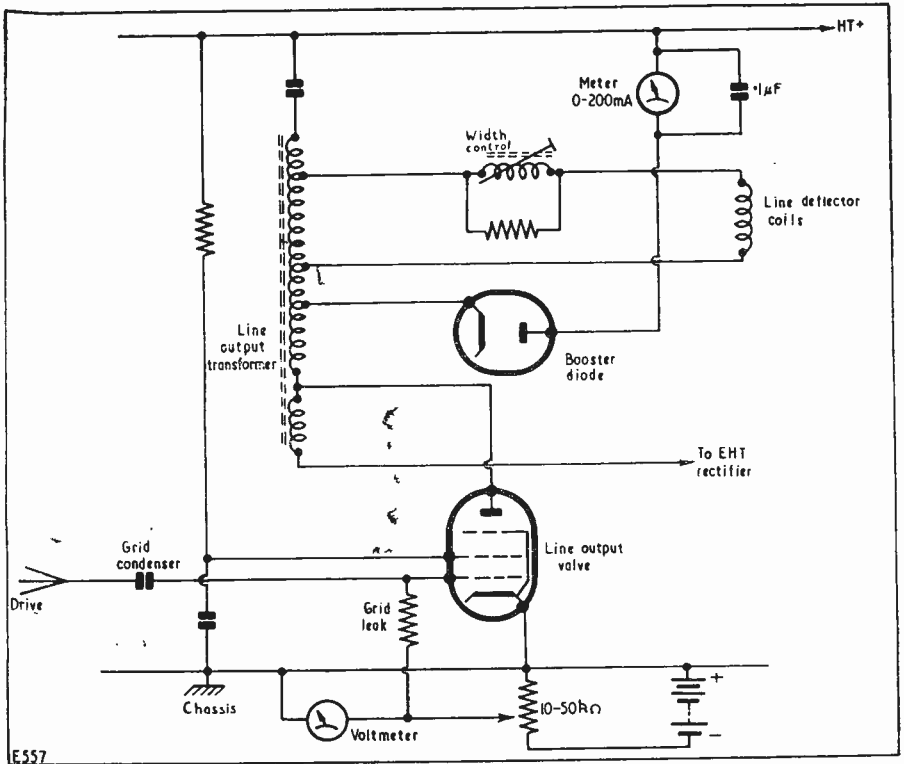 HT+
Meter
0-200mA
·1µF
Width
control
Line deflector
coils
Line
output
transformer
Booster
diode
To EHT
rectifier
Grid
condenser
Line output
valve
Drive
Grid
leak
Chassis
Voltmeter
10-50kΩ
+
−
E557